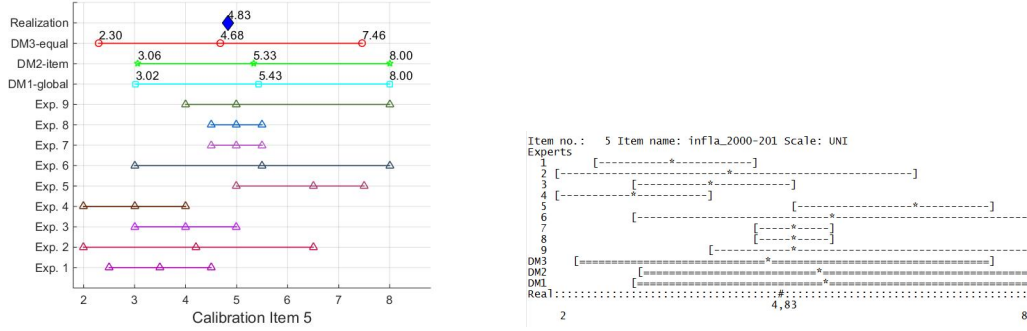 4.83
Realization
2.30 4.68 7.46
DM3-equal
3.06 5.33 8.00
DM2-item
3.02 5.43 8.00
DM1-global
Exp. 9
Exp. 8
Exp. 7
Exp. 6
Exp. 5
Exp. 4
Exp. 3
Exp. 2
Exp. 1
2 3 4 5 6 7 8
Calibration Item 5
Item no.: 5 Item name: infla_2000-201 Scale: UNI
Experts
1 [----------*----------]
2 [----------------------*------------------------]
3 [---------*----------]
4 [---------*---------]
5 [---------------*---------]
6 [-------------------------*-------------------------
7 [----*----]
8 [----*----]
9 [----------*------------------------------
DM3 [========================*=============================]
DM2 [=======================*===========================
DM1 [========================*==========================
Real::::::::::::::::::::::::::::::#::::::::::::::::::::::::::::::::
4,83
2 8